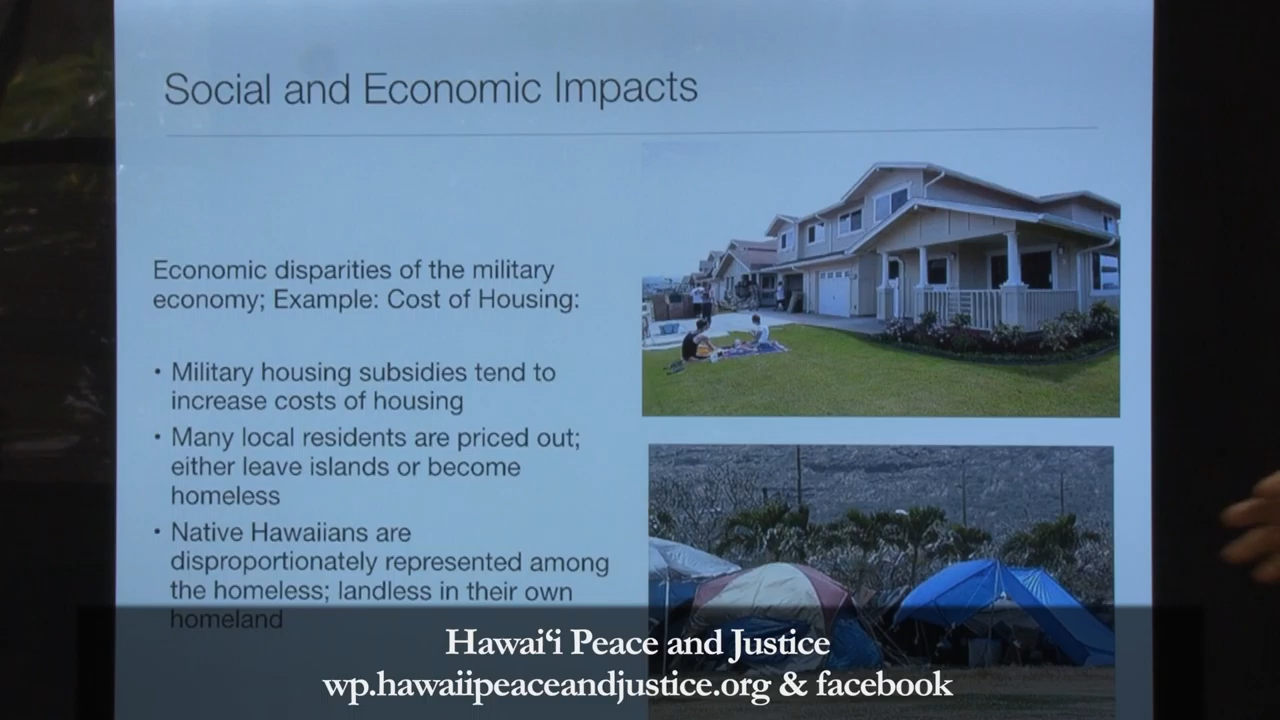 Social and Economic Impacts
Economic disparities of the military
economy; Example: Cost of Housing:
• Military housing subsidies tend to
increase costs of housing
• Many local residents are priced out;
either leave islands or become
homeless
• Native Hawaiians are
disproportionately represented among
the homeless; landless in their own
homeland
Hawai‘i Peace and Justice
wp.hawaiipeaceandjustice.org & facebook